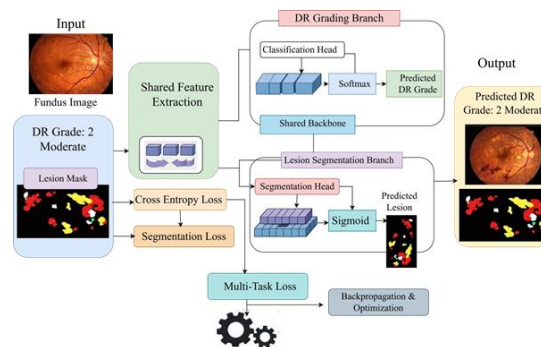 Input
Fundus Image
DR Grade: 2
Moderate
Lesion Mask
Shared Feature
Extraction
Cross Entropy Loss
Segmentation Loss
DR Grading Branch
Classification Head
Softmax
Predicted
DR Grade
Shared Backbone
Lesion Segmentation Branch
Segmentation Head
Sigmoid
Predicted
Lesion
Multi-Task Loss
Backpropagation &
Optimization
Output
Predicted DR
Grade: 2 Moderat